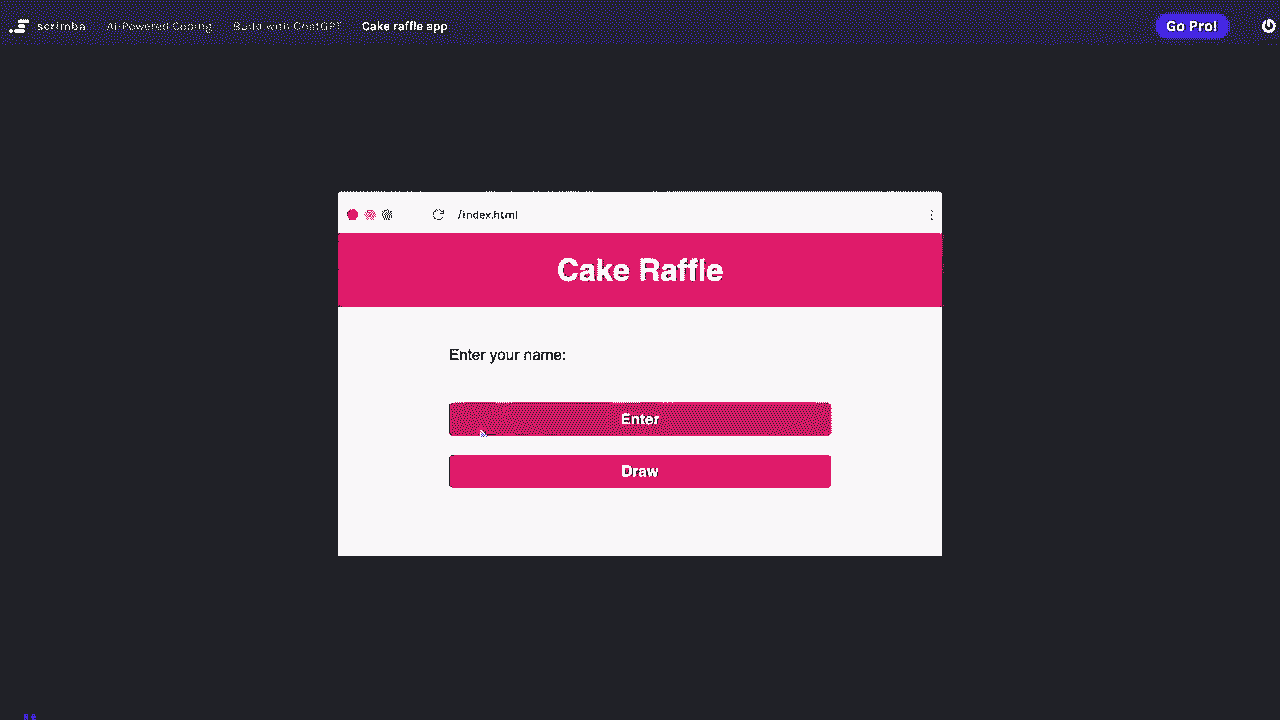 scrimba
AI-Powered Coding
Build with ChatGPT
Cake raffle app
Go Pro!
/index.html
Cake Raffle
Enter your name:
Enter
Draw